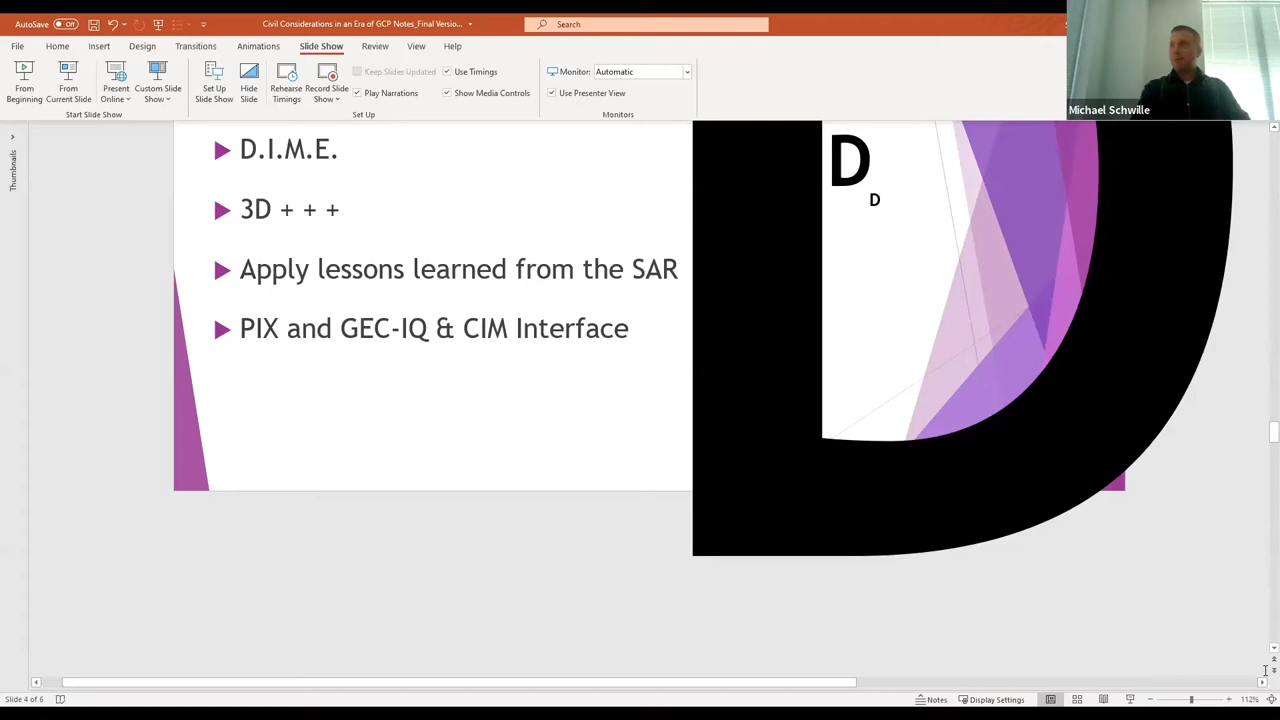 AutoSave Off
Civil Considerations in an Era of GCP Notes_Final Versio...
Search
File Home Insert Design Transitions Animations Slide Show Review View Help
From Beginning
From Current Slide
Present Online
Custom Slide Show
Start Slide Show
Set Up Slide Show
Hide Slide
Rehearse Timings
Record Slide Show
Keep Slides Updated
Play Narrations
Use Timings
Show Media Controls
Set Up
Monitor: Automatic
Use Presenter View
Monitors
Michael Schwille
Thumbnails
D.I.M.E.
3D + + +
Apply lessons learned from the SAR
PIX and GEC-IQ & CIM Interface
D
D
D
Slide 4 of 6
Notes
Display Settings
112%